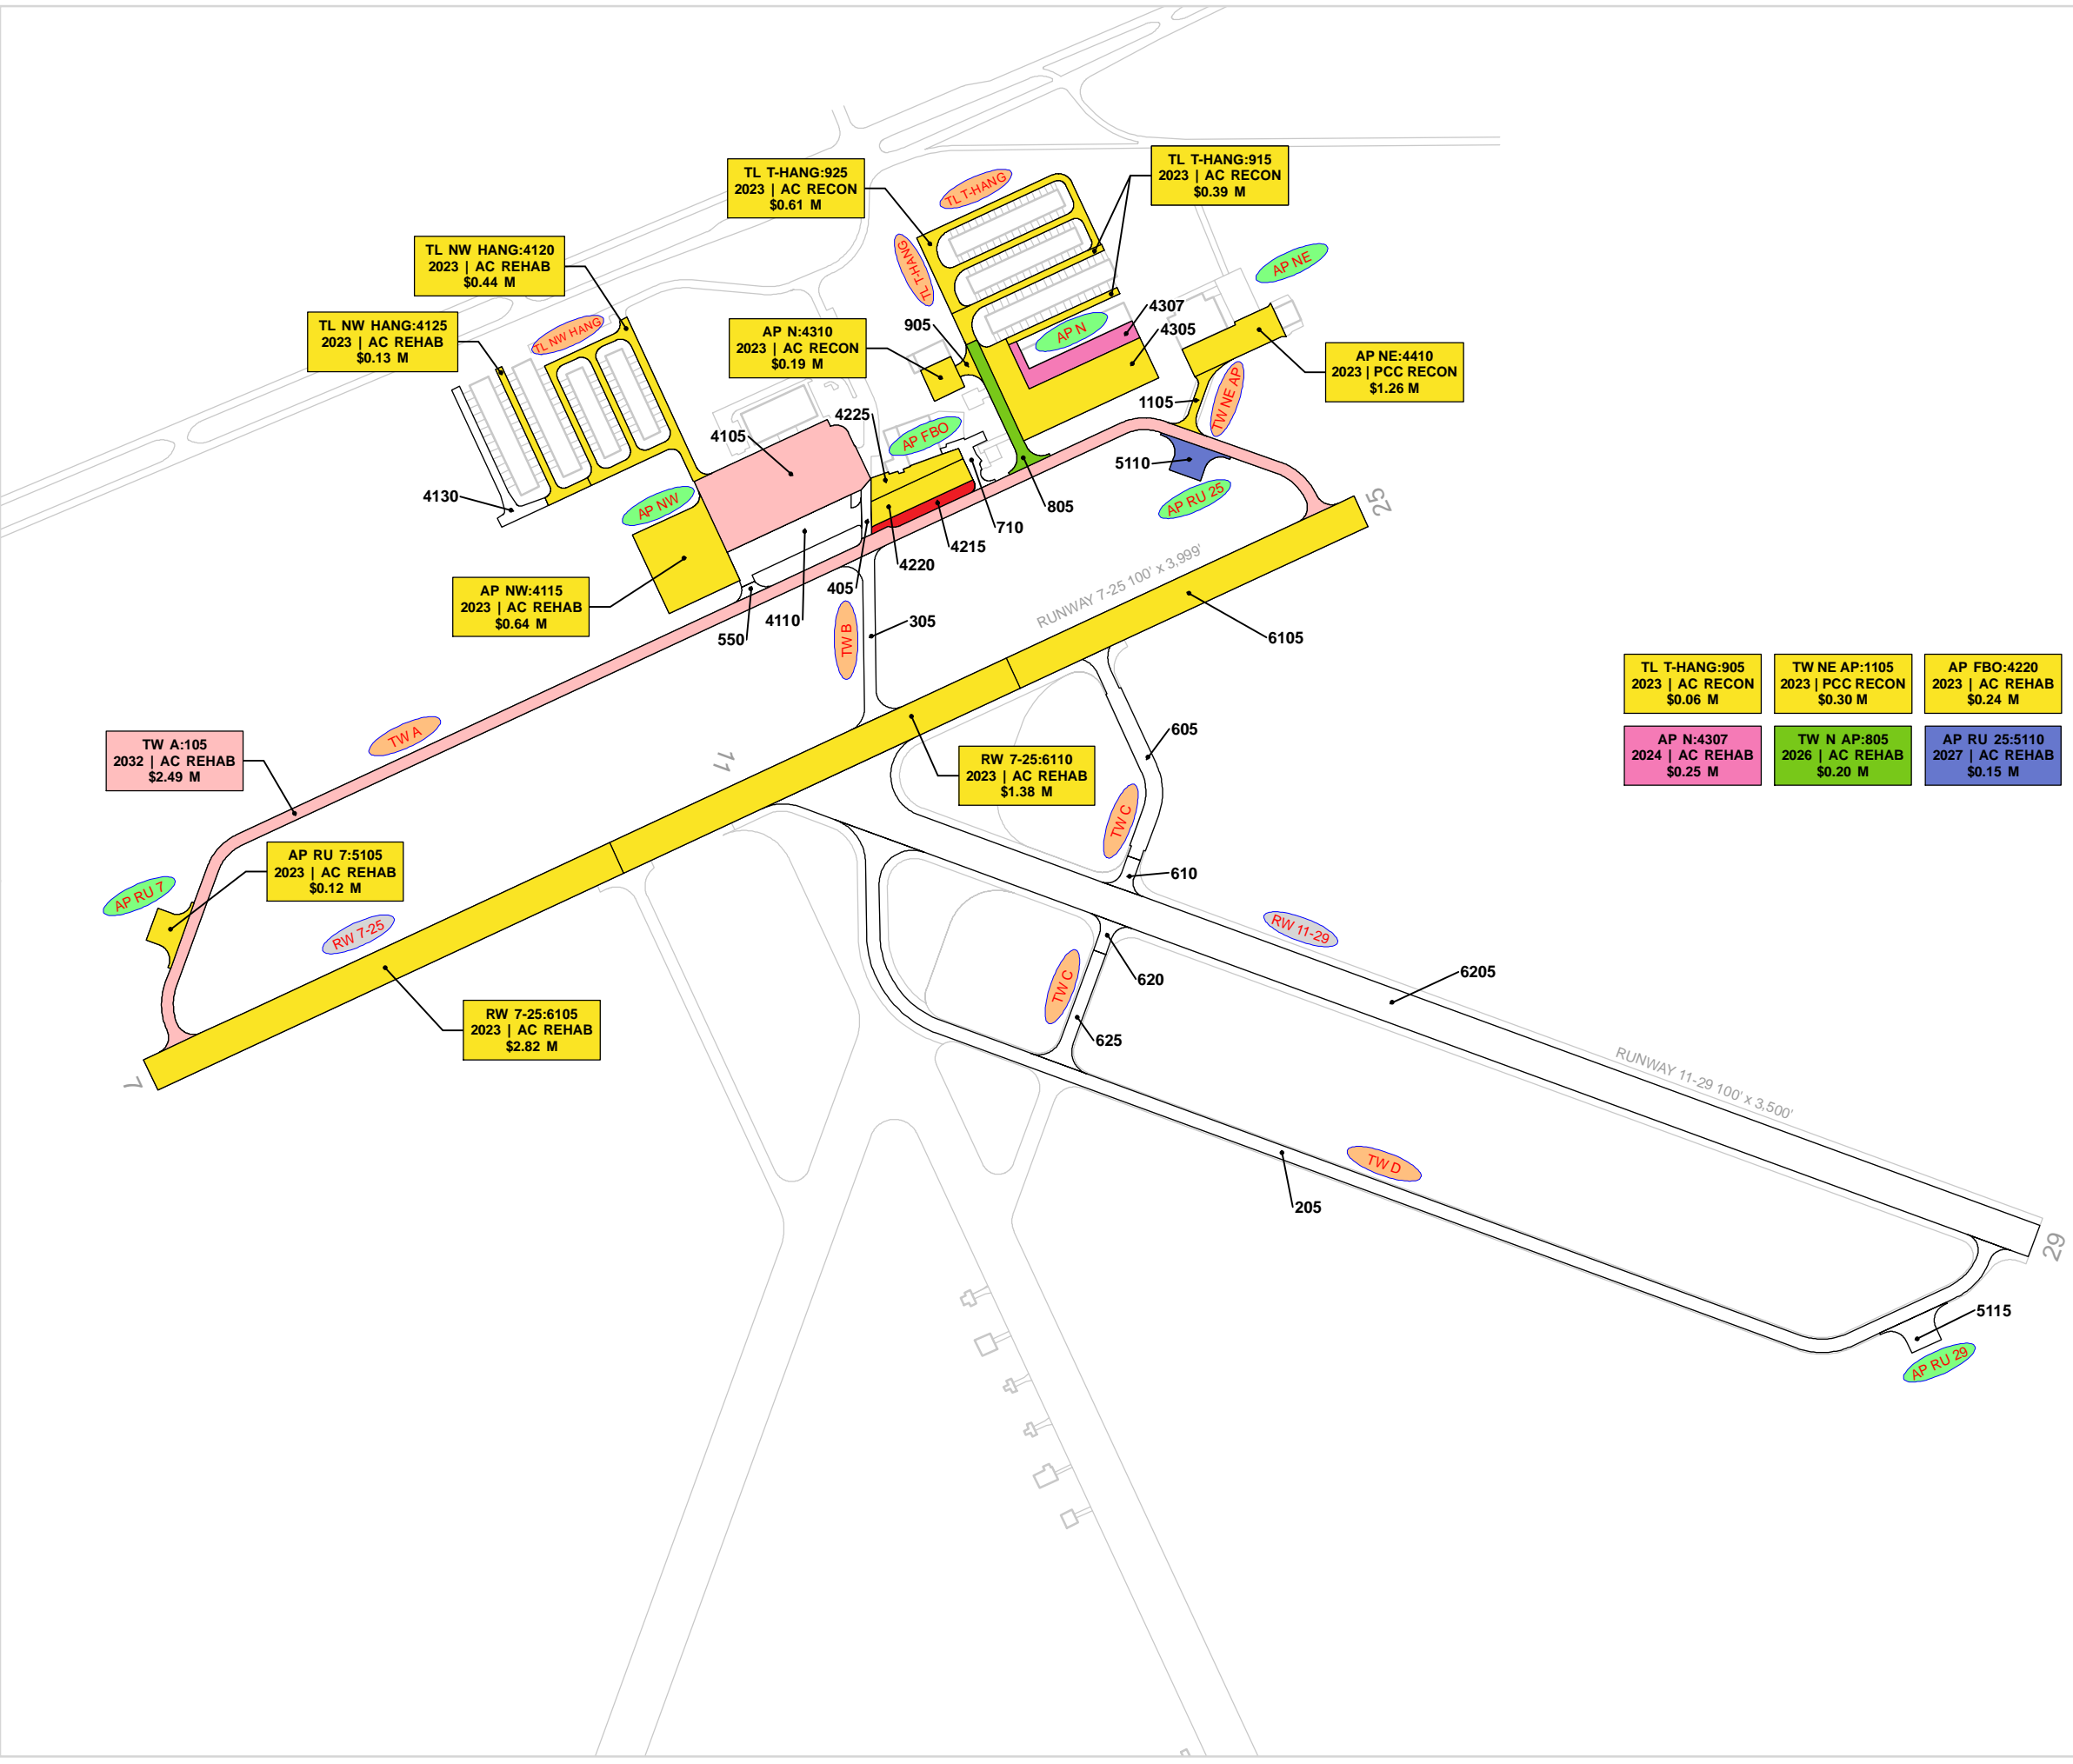 TL T-HANG:915
2023 | AC RECON
$0.39 M
TL T-HANG:925
2023 | AC RECON
$0.61 M
TL T-HANG
TL T-HANG
TL NW HANG:4120
2023 | AC REHAB
$0.44 M
AP NE
TL NW HANG:4125
2023 | AC REHAB
$0.13 M
TL NW HANG
AP N:4310
2023 | AC RECON
$0.19 M
905
AP N
4307
4305
AP NE:4410
2023 | PCC RECON
$1.26 M
1105
TW NE AP
4225
4105
AP FBO
5110
4130
AP NW
805
AP RU 25
25
710
4215
4220
405
RUNWAY 7-25 100' x 3,999'
AP NW:4115
2023 | AC REHAB
$0.64 M
4110
550
TW B
305
6105
TL T-HANG:905
2023 | AC RECON
$0.06 M
TW NE AP:1105
2023 | PCC RECON
$0.30 M
AP FBO:4220
2023 | AC REHAB
$0.24 M
AP N:4307
2024 | AC REHAB
$0.25 M
TW N AP:805
2026 | AC REHAB
$0.20 M
AP RU 25:5110
2027 | AC REHAB
$0.15 M
TW A
TW A:105
2032 | AC REHAB
$2.49 M
11
605
RW 7-25:6110
2023 | AC REHAB
$1.38 M
TW C
AP RU 7:5105
2023 | AC REHAB
$0.12 M
AP RU 7
610
RW 7-25
RW 11-29
6205
620
TW C
RW 7-25:6105
2023 | AC REHAB
$2.82 M
625
7
RUNWAY 11-29 100' x 3,500'
TW D
205
29
5115
AP RU 29